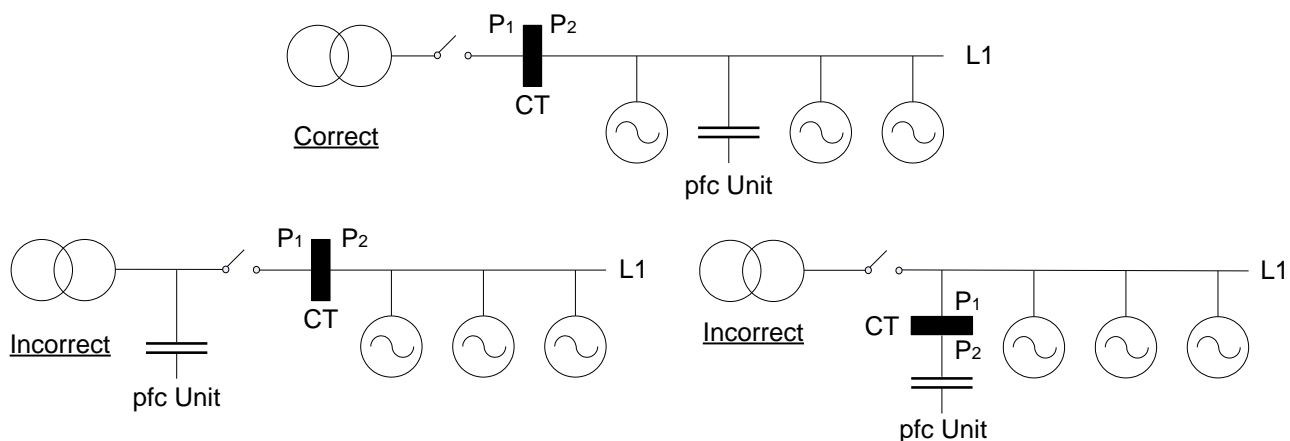 P1 P2
L1
CT
Correct
pfc Unit
P1 P2
L1
CT
Incorrect
pfc Unit
L1
P1
CT
P2
Incorrect
pfc Unit